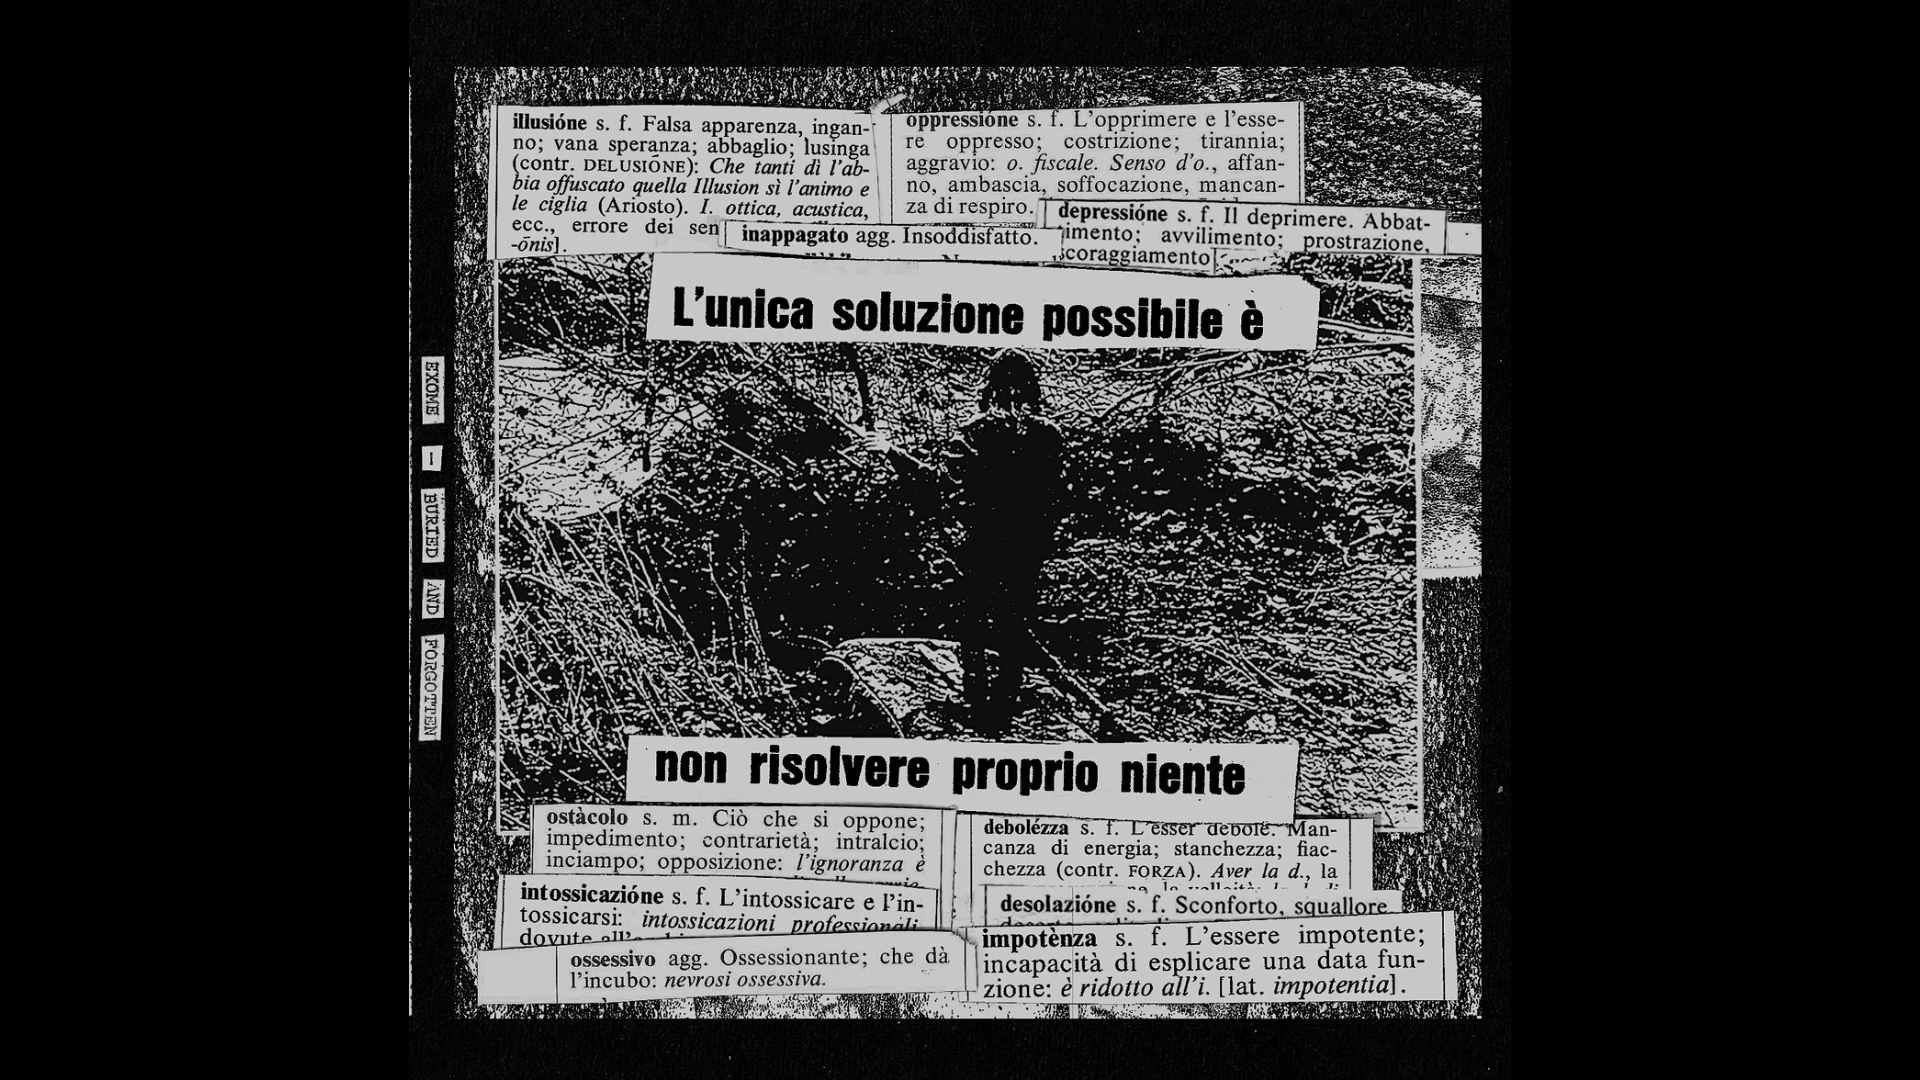 illusióne s. f. Falsa apparenza, ingan-
no; vana speranza; abbaglio; lusinga
(contr. DELUSIÓNE): Che tanti dì l'ab-
bia offuscato quella Illusion sì l'animo e
le ciglia (Ariosto). I. ottica, acustica,
ecc., errore dei sen
-ōnis].
oppressióne s. f. L'opprimere e l'esse-
re oppresso; costrizione; tirannia;
aggravio: o. fiscale. Senso d'o., affan-
no, ambascia, soffocazione, mancan-
za di respiro.
inappagato agg. Insoddisfatto.
depressióne s. f. Il deprimere. Abbat-
timento; avvilimento; prostrazione,
scoraggiamento
L'unica soluzione possibile è
EXOME - BURIED AND FORGOTTEN
non risolvere proprio niente
ostàcolo s. m. Ciò che si oppone;
impedimento; contrarietà; intralcio;
inciampo; opposizione: l'ignoranza è
intossicazióne s. f. L'intossicare e l'in-
tossicarsi: intossicazioni professionali
dovute all'
ossessivo agg. Ossessionante; che dà
l'incubo: nevrosi ossessiva.
debolézza s. f. L'esser debole. Man-
canza di energia; stanchezza; fiac-
chezza (contr. FORZA). Aver la d., la
desolazióne s. f. Sconforto, squallore
impotènza s. f. L'essere impotente;
incapacità di esplicare una data fun-
zione: è ridotto all'i. [lat. impotentia].